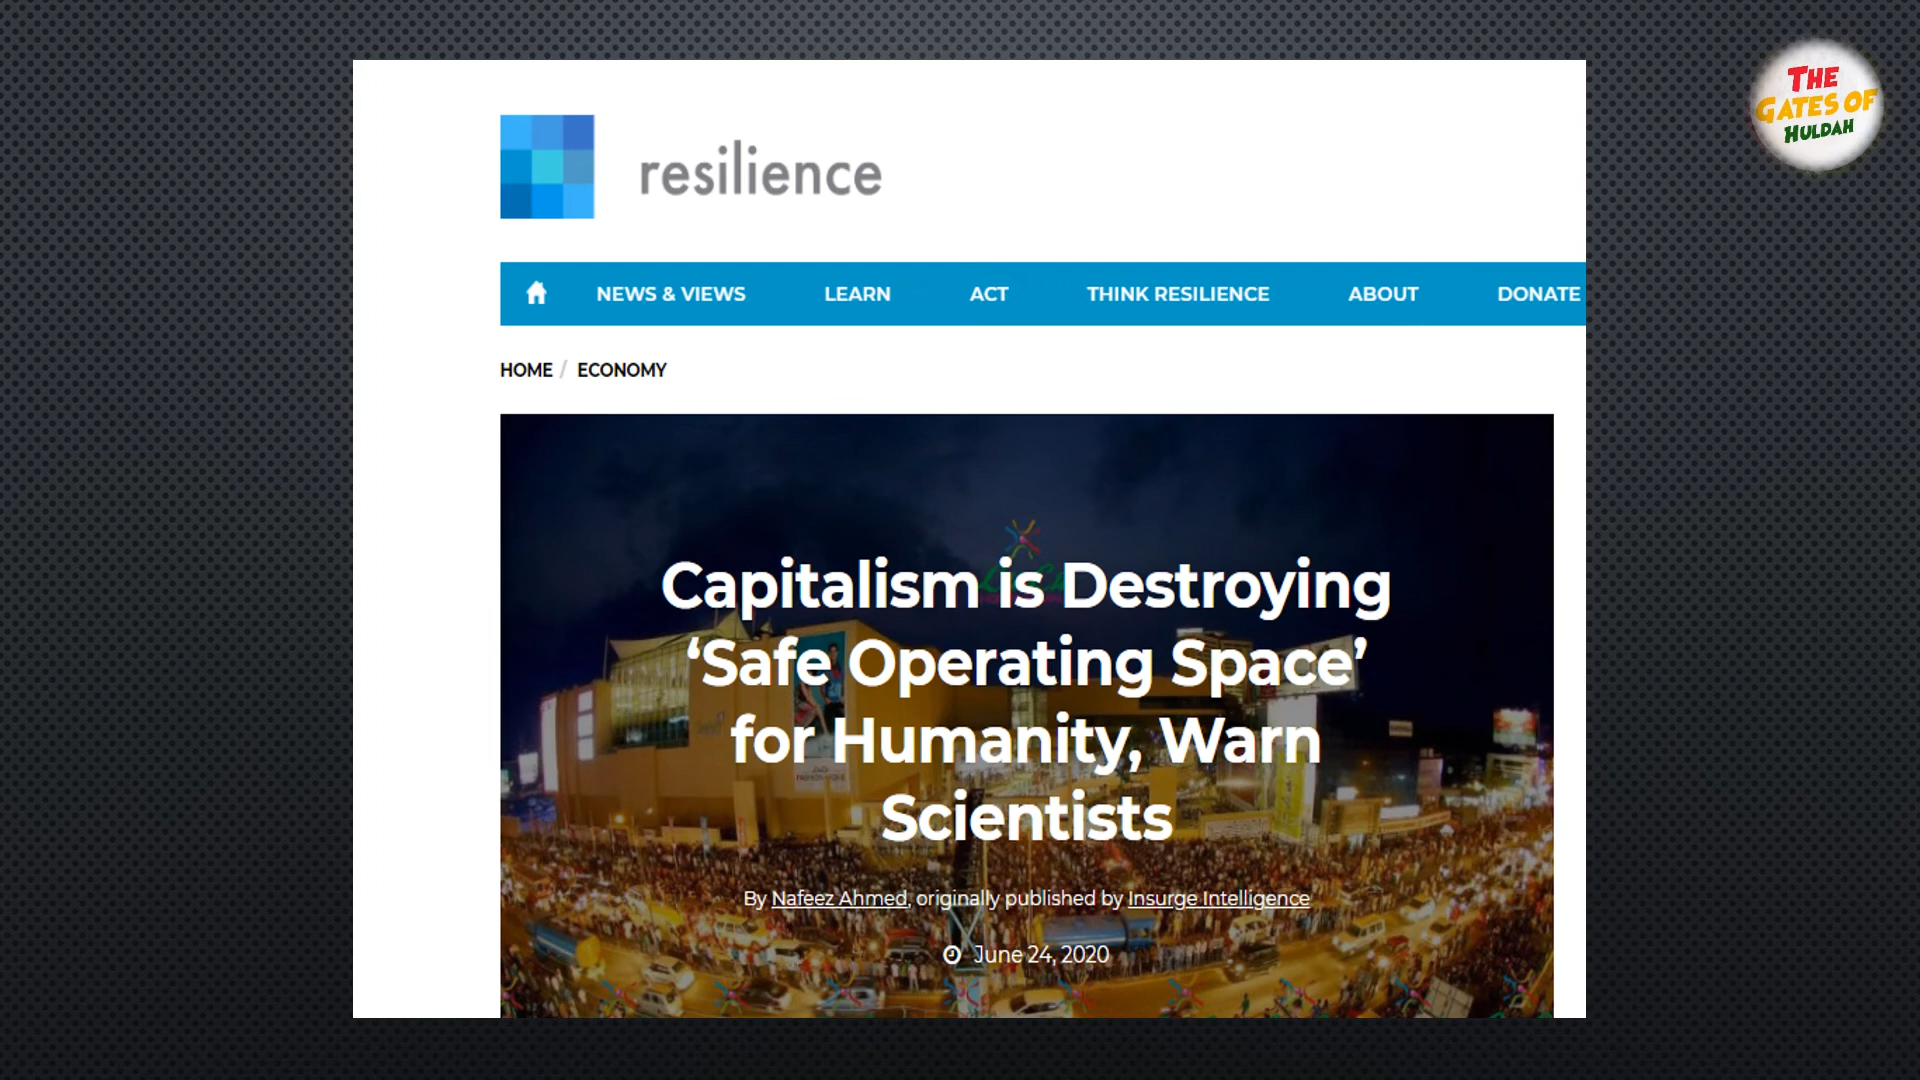 THE
GATES OF
HULDAH
resilience
NEWS & VIEWS LEARN ACT THINK RESILIENCE ABOUT DONATE
HOME / ECONOMY
Capitalism is Destroying
‘Safe Operating Space’
for Humanity, Warn
Scientists
By Nafeez Ahmed, originally published by Insurge Intelligence
June 24, 2020